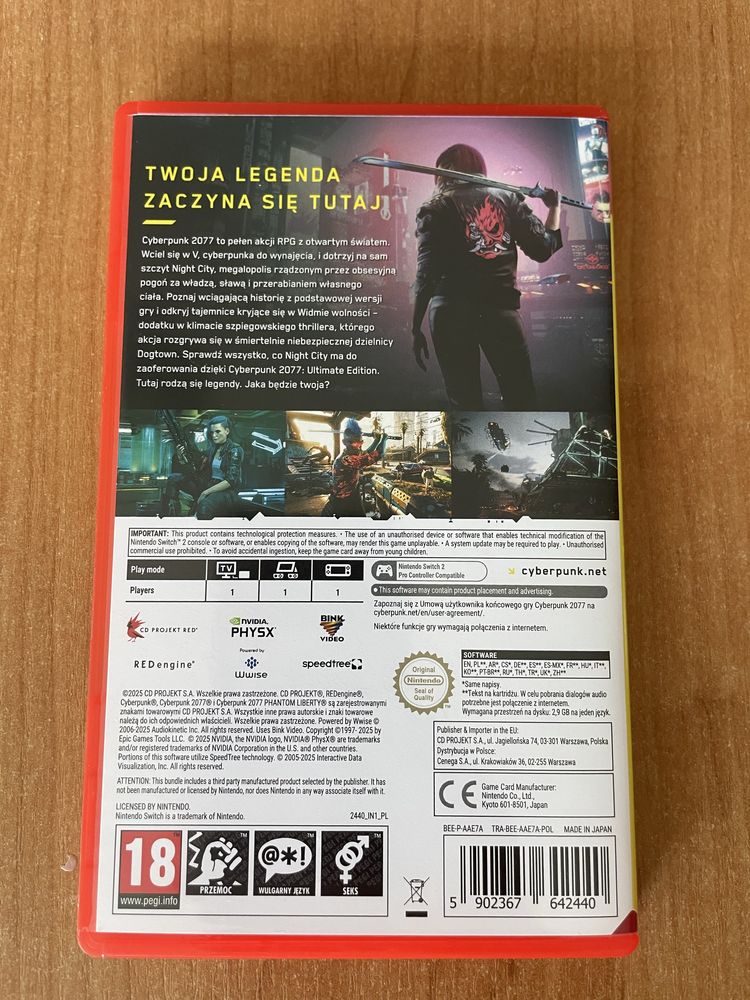 TWOJA LEGENDA
ZACZYNA SIĘ TUTAJ
Cyberpunk 2077 to pełen akcji RPG z otwartym światem.
Wciel się w V, cyberpunka do wynajęcia, i dotrzyj na sam
szczyt Night City, megalopolis rządzonym przez obsesyjną
pogoń za władzą, sławą i przerabianiem własnego
ciała. Poznaj wciągającą historię z podstawowej wersji
gry i odkryj tajemnice kryjące się w Widmie wolności –
dodatku w klimacie szpiegowskiego thrillera, którego
akcja rozgrywa się w śmiertelnie niebezpiecznej dzielnicy
Dogtown. Sprawdź wszystko, co Night City ma do
zaoferowania dzięki Cyberpunk 2077: Ultimate Edition.
Tutaj rodzą się legendy. Jaka będzie twoja?
IMPORTANT: This product contains technological protection measures. • The use of an unauthorised device or software that enables technical modification of the
Nintendo Switch™ 2 console or software, or enables copying of the software, may render this game unplayable. • A system update may be required to play. • Unauthorised
commercial use prohibited. • To avoid accidental ingestion, keep the game card away from young children.
Play mode TV
Players 1 1 1
Nintendo Switch 2
Pro Controller Compatible
cyberpunk.net
• This software may contain product placement and advertising.
Zapoznaj się z Umową użytkownika końcowego gry Cyberpunk 2077 na
cyberpunk.net/en/user-agreement/.
Niektóre funkcje gry wymagają połączenia z internetem.
CD PROJEKT RED®
NVIDIA.
PHYSX®
BINK
VIDEO
REDengine®
Powered by
WWISE
SPEEDTREE®
Original
Nintendo
Seal of
Quality
SOFTWARE
EN, PL**, AR*, CS*, DE**, ES**, ES-MX*, FR**, HU*, IT**,
KO**, PT-BR**, RU*, TH*, TR*, UK*, ZH**
*Same napisy.
**Tekst na kartridżu. W celu pobrania dialogów audio
potrzebne jest połączenie z internetem.
Wymagana przestrzeń na dysku: 2,9 GB na jeden język.
©2025 CD PROJEKT S.A. Wszelkie prawa zastrzeżone. CD PROJEKT®, REDengine®,
Cyberpunk®, Cyberpunk 2077® i Cyberpunk 2077 PHANTOM LIBERTY® są zarejestrowanymi
znakami towarowymi CD PROJEKT S.A. Wszystkie inne prawa autorskie i znaki towarowe
należą do ich odpowiednich właścicieli. Wszelkie prawa zastrzeżone. Powered by Wwise ©
2006-2025 Audiokinetic Inc. All rights reserved. Uses Bink Video. Copyright ©1997- 2025 by
Epic Games Tools LLC. © 2025 NVIDIA, the NVIDIA logo, NVIDIA® PhysX® are trademarks
and/or registered trademarks of NVIDIA Corporation in the U.S. and other countries.
Portions of this software utilize SpeedTree technology. © 2005-2025 Interactive Data
Visualization, Inc. All rights reserved.
Publisher & Importer in the EU:
CD PROJEKT S.A., ul. Jagiellońska 74, 03-301 Warszawa, Polska
Dystrybucja w Polsce:
Cenega S.A., ul. Krakowiaków 36, 02-255 Warszawa
ATTENTION: This bundle includes a third party manufactured product selected by the publisher. It has
not been manufactured or licensed by Nintendo, nor does Nintendo in any way associate itself with it.
CE Game Card Manufacturer:
Nintendo Co., Ltd.,
Kyoto 601-8501, Japan
LICENSED BY NINTENDO.
Nintendo Switch is a trademark of Nintendo.
2440_IN1_PL
BEE-P-AAE7A TRA-BEE-AAE7A-POL MADE IN JAPAN
18
www.pegi.info
PRZEMOC
@*!
WULGARNY JĘZYK
SEKS
5 902367 642440